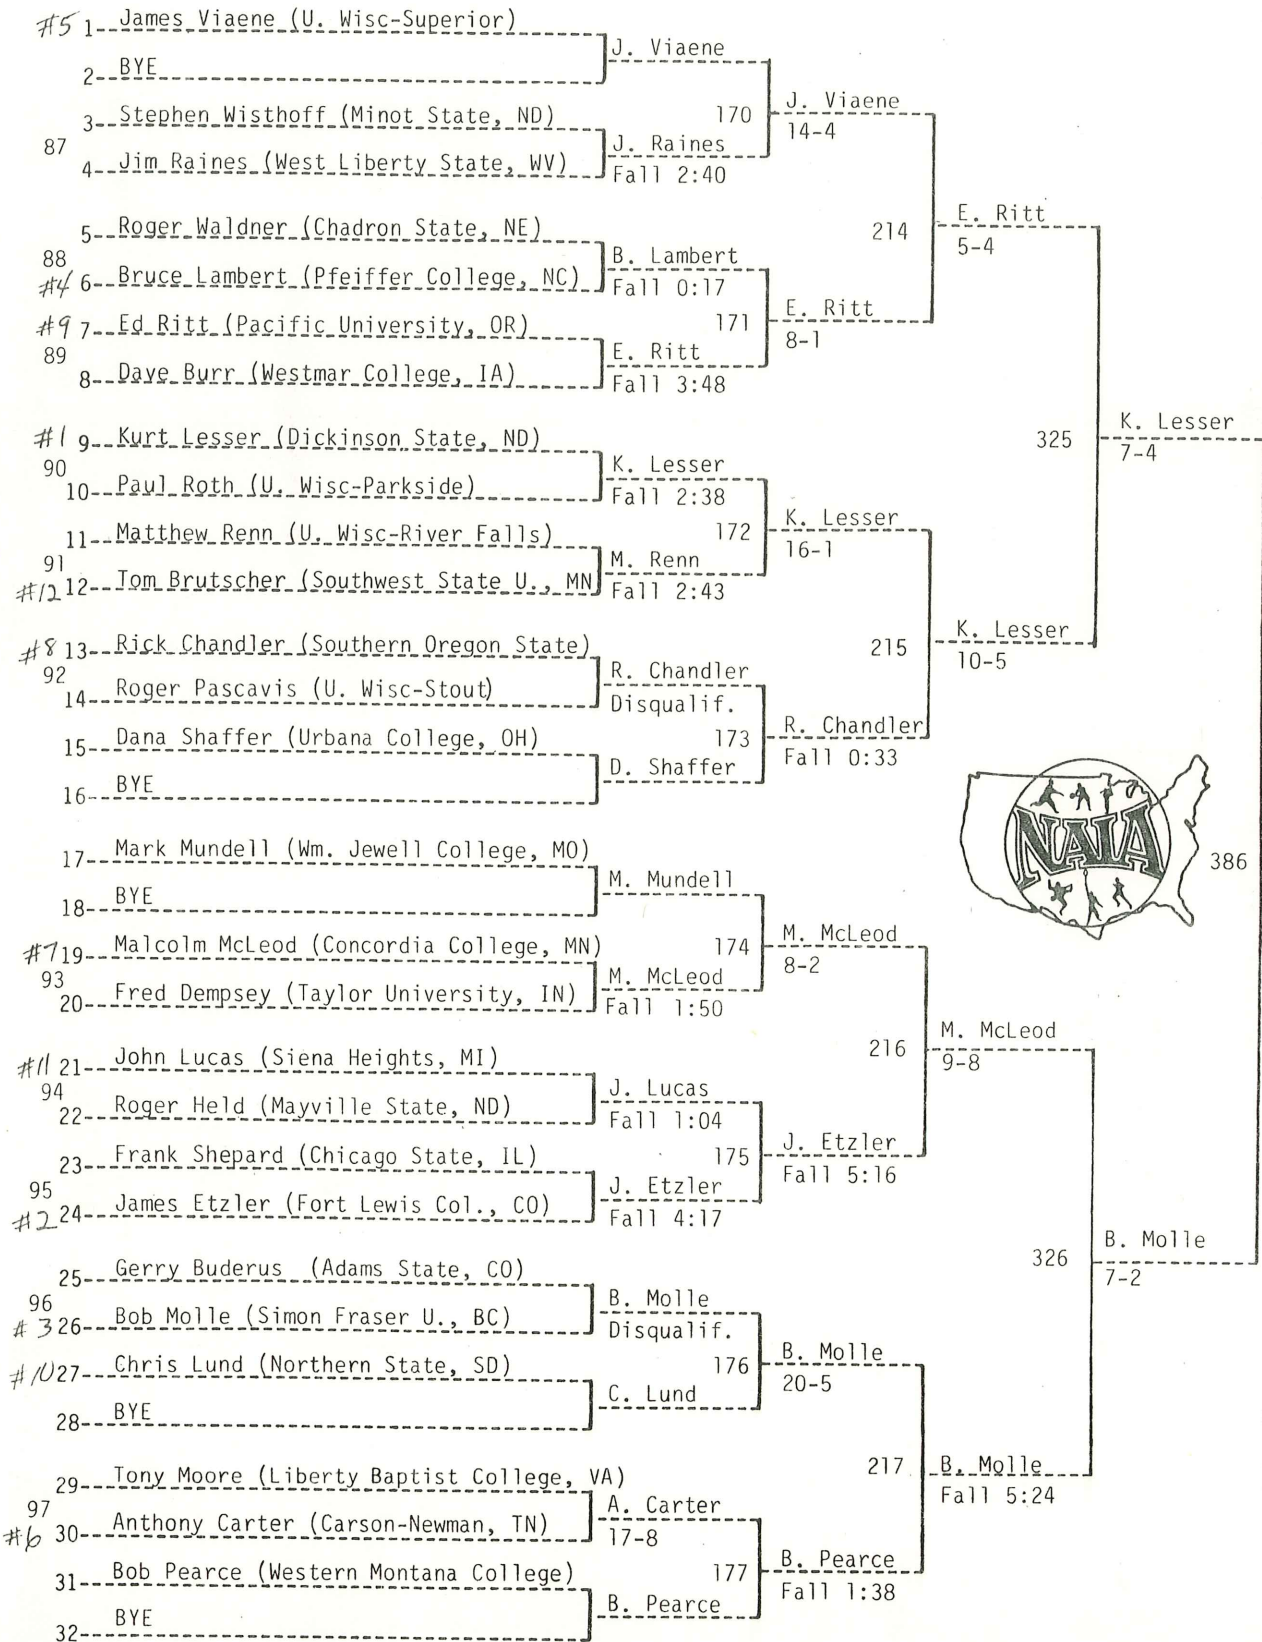 #5 1 James Viaene (U. Wisc-Superior)
J. Viaene
2 BYE
170 J. Viaene
14-4
3 Stephen Wisthoff (Minot State, ND)
87 J. Raines
4 Jim Raines (West Liberty State, WV)
Fall 2:40
214 E. Ritt
5-4
5 Roger Waldner (Chadron State, NE)
88 B. Lambert
#4 6 Bruce Lambert (Pfeiffer College, NC)
Fall 0:17
171 E. Ritt
8-1
#9 7 Ed Ritt (Pacific University, OR)
89 E. Ritt
8 Dave Burr (Westmar College, IA)
Fall 3:48
325 K. Lesser
7-4
#1 9 Kurt Lesser (Dickinson State, ND)
90 K. Lesser
10 Paul Roth (U. Wisc-Parkside)
Fall 2:38
172 K. Lesser
16-1
11 Matthew Renn (U. Wisc-River Falls)
91 M. Renn
#12 12 Tom Brutscher (Southwest State U., MN
Fall 2:43
215 K. Lesser
10-5
#8 13 Rick Chandler (Southern Oregon State)
92 R. Chandler
14 Roger Pascavis (U. Wisc-Stout)
Disqualif.
173 R. Chandler
Fall 0:33
15 Dana Shaffer (Urbana College, OH)
D. Shaffer
16 BYE
NAIA
386
17 Mark Mundell (Wm. Jewell College, MO)
M. Mundell
18 BYE
174 M. McLeod
8-2
#7 19 Malcolm McLeod (Concordia College, MN)
93 M. McLeod
20 Fred Dempsey (Taylor University, IN)
Fall 1:50
216 M. McLeod
9-8
#11 21 John Lucas (Siena Heights, MI)
94 J. Lucas
22 Roger Held (Mayville State, ND)
Fall 1:04
175 J. Etzler
Fall 5:16
23 Frank Shepard (Chicago State, IL)
95 J. Etzler
#2 24 James Etzler (Fort Lewis Col., CO)
Fall 4:17
326 B. Molle
7-2
25 Gerry Buderus (Adams State, CO)
96 B. Molle
#3 26 Bob Molle (Simon Fraser U., BC)
Disqualif.
176 B. Molle
20-5
#10 27 Chris Lund (Northern State, SD)
C. Lund
28 BYE
217 B. Molle
Fall 5:24
29 Tony Moore (Liberty Baptist College, VA)
97 A. Carter
#6 30 Anthony Carter (Carson-Newman, TN)
17-8
177 B. Pearce
Fall 1:38
31 Bob Pearce (Western Montana College)
B. Pearce
32 BYE